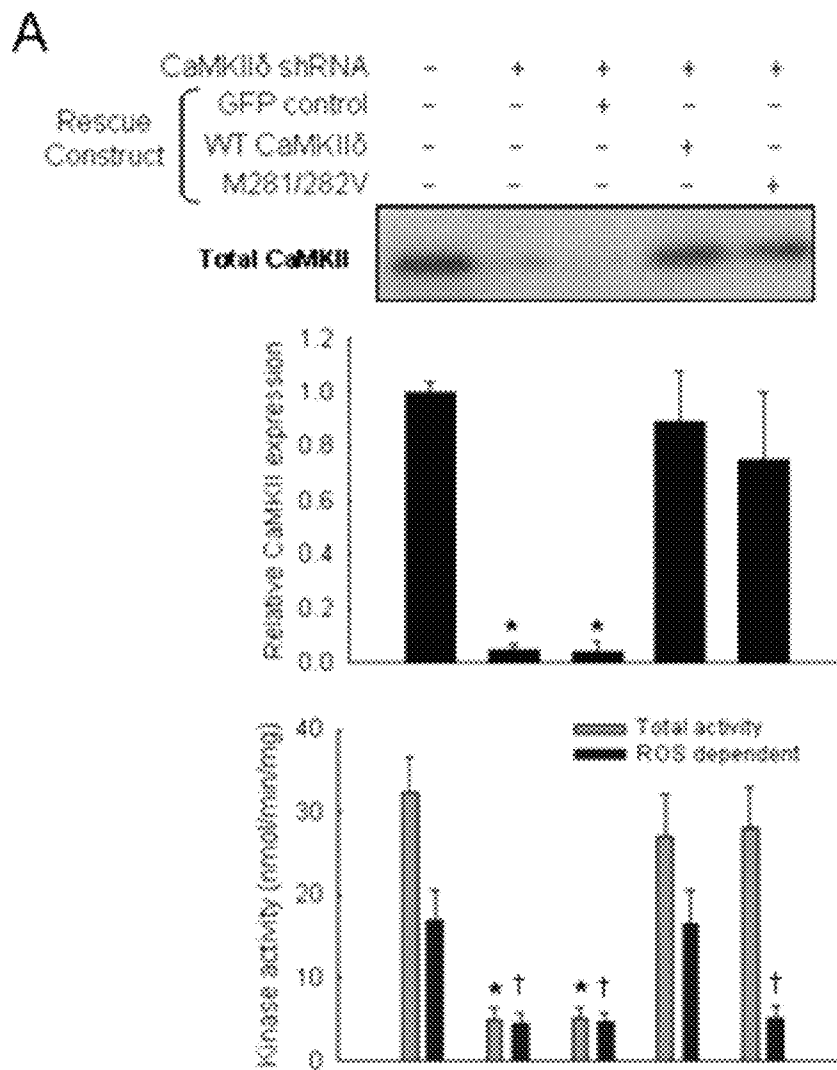 A
CaMKIIδ shRNA - + + + +
GFP control - - + - -
Rescue Construct
WT CaMKIIδ - - - + -
M281/282V - - - - +
Total CaMKII
Relative CaMKII expression
1.2
1.0
0.8
0.6
0.4
0.2
0.0
* *
Kinase activity (nmol/min/mg)
40
30
20
10
0
Total activity
ROS dependent
* † * † †